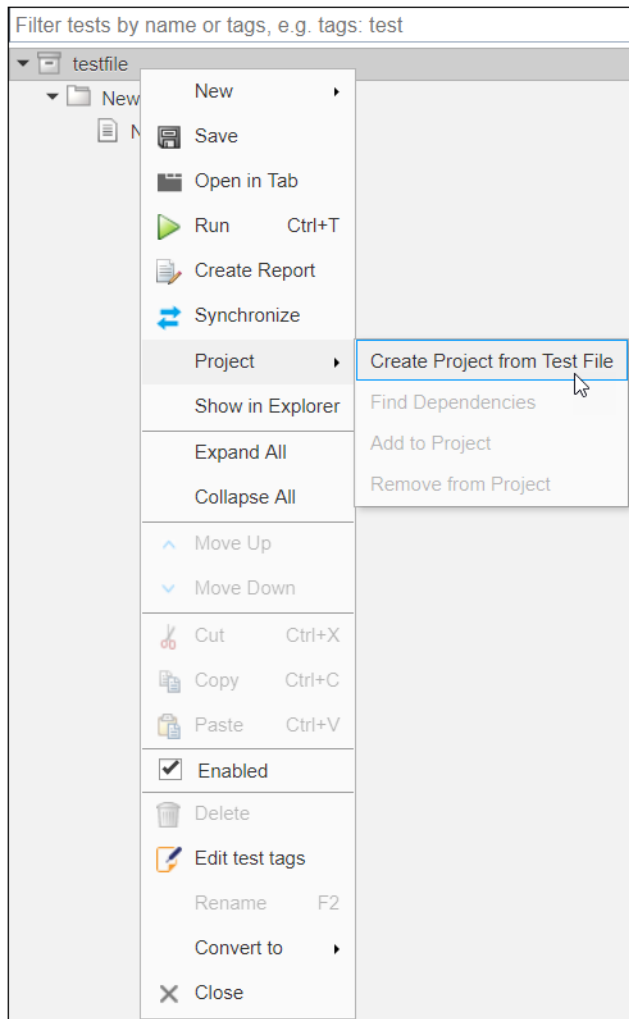 Filter tests by name or tags, e.g. tags: test
testfile
New
New
Save
Open in Tab
Run Ctrl+T
Create Report
Synchronize
Project
Create Project from Test File
Find Dependencies
Add to Project
Remove from Project
Show in Explorer
Expand All
Collapse All
Move Up
Move Down
Cut Ctrl+X
Copy Ctrl+C
Paste Ctrl+V
Enabled
Delete
Edit test tags
Rename F2
Convert to
Close